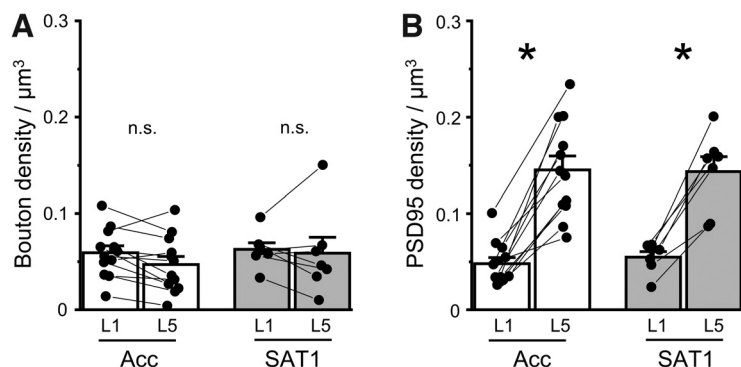 A
Bouton density / μm³
0.3
0.2
0.1
0
n.s.
n.s.
L1
L5
L1
L5
Acc
SAT1
B
PSD95 density / μm³
0.3
0.2
0.1
0
*
*
L1
L5
L1
L5
Acc
SAT1